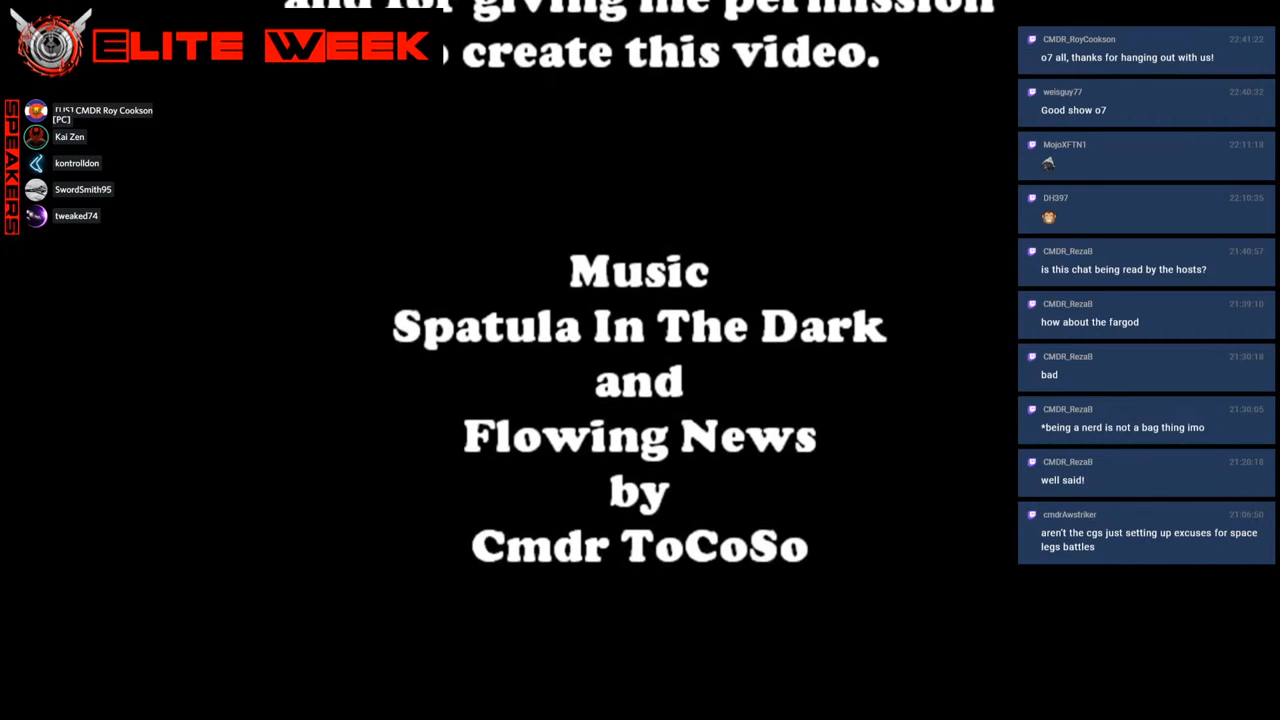 and for giving me permission
ELITE WEEK
o create this video.
SPEAKERS
[US] CMDR Roy Cookson
[PC]
Kai Zen
kontrolldon
SwordSmith95
tweaked74
Music
Spatula In The Dark
and
Flowing News
by
Cmdr ToCoSo
CMDR_RoyCookson 22:41:22
o7 all, thanks for hanging out with us!
weisguy77 22:40:32
Good show o7
MojoXFTN1 22:11:18
DH397 22:10:35
CMDR_RezaB 21:40:57
is this chat being read by the hosts?
CMDR_RezaB 21:39:10
how about the fargod
CMDR_RezaB 21:30:18
bad
CMDR_RezaB 21:30:05
*being a nerd is not a bag thing imo
CMDR_RezaB 21:20:18
well said!
cmdrAwstriker 21:06:50
aren't the cgs just setting up excuses for space
legs battles